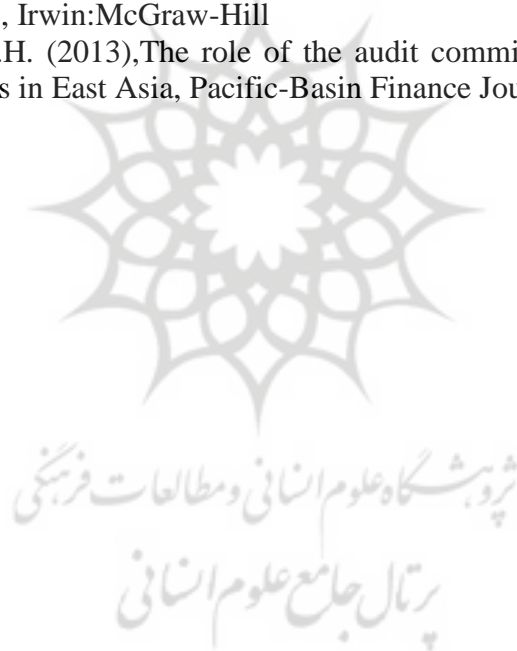 , Irwin:McGraw-Hill
.H. (2013),The role of the audit commi
s in East Asia, Pacific-Basin Finance Jou
پژوهشگاه علوم انسانی و مطالعات فرهنگی
پرتال جامع علوم انسانی